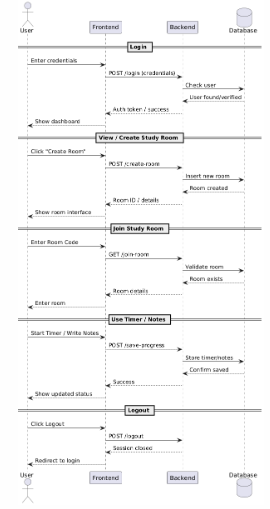 User
Frontend
Backend
Database
Login
Enter credentials
POST /login (credentials)
Check user
User found/verified
Auth token / success
Show dashboard
View / Create Study Room
Click "Create Room"
POST /create-room
Insert new room
Room created
Room ID / details
Show room interface
Join Study Room
Enter Room Code
GET /join-room
Validate room
Room exists
Room details
Enter room
Use Timer / Notes
Start Timer / Write Notes
POST /save-progress
Store timer/notes
Confirm saved
Success
Show updated status
Logout
Click Logout
POST /logout
Session closed
Redirect to login
User
Frontend
Backend
Database